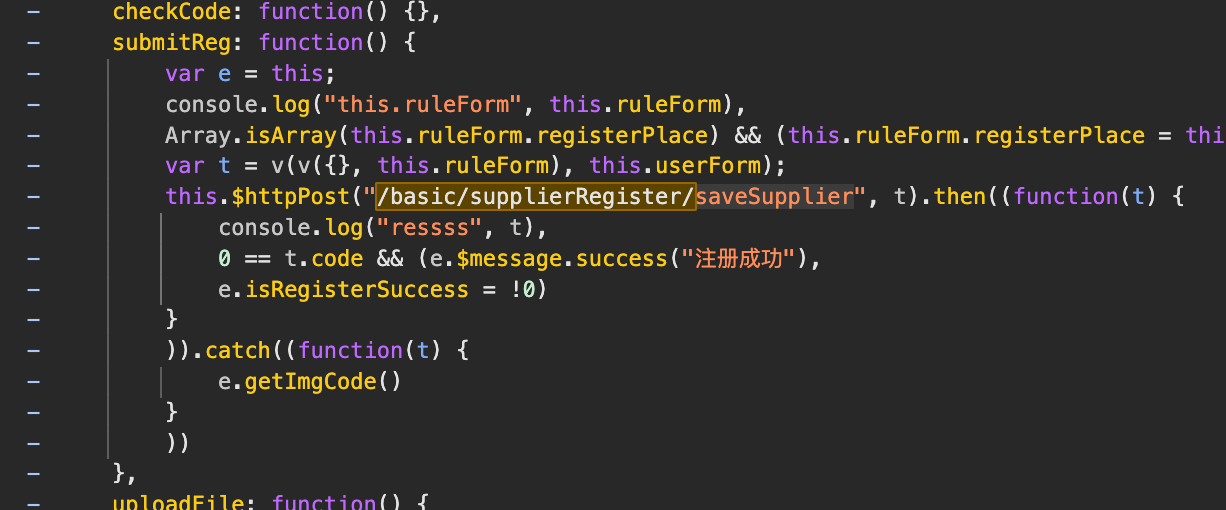 – checkCode: function() {},
– submitReg: function() {
– var e = this;
– console.log("this.ruleForm", this.ruleForm),
– Array.isArray(this.ruleForm.registerPlace) && (this.ruleForm.registerPlace = thi
– var t = v(v({}, this.ruleForm), this.userForm);
– this.$httpPost("/basic/supplierRegister/saveSupplier", t).then((function(t) {
– console.log("ressss", t),
– 0 == t.code && (e.$message.success("注册成功"),
– e.isRegisterSuccess = !0)
– }
– )).catch((function(t) {
– e.getImgCode()
– }
– ))
– },
– uploadFile: function() {